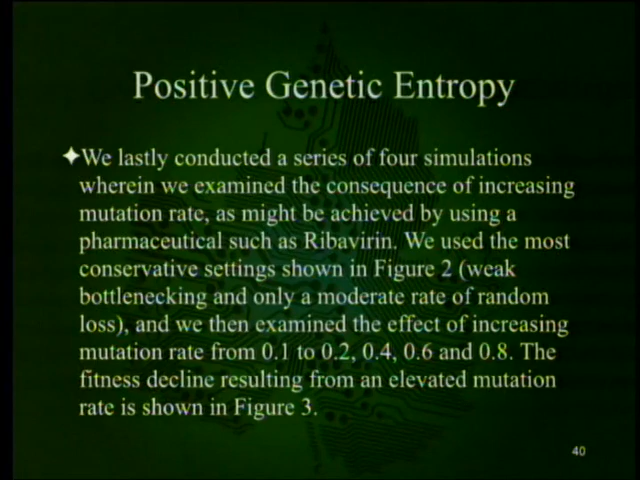 Positive Genetic Entropy
✦We lastly conducted a series of four simulations
wherein we examined the consequence of increasing
mutation rate, as might be achieved by using a
pharmaceutical such as Ribavirin. We used the most
conservative settings shown in Figure 2 (weak
bottlenecking and only a moderate rate of random
loss), and we then examined the effect of increasing
mutation rate from 0.1 to 0.2, 0.4, 0.6 and 0.8. The
fitness decline resulting from an elevated mutation
rate is shown in Figure 3.
40